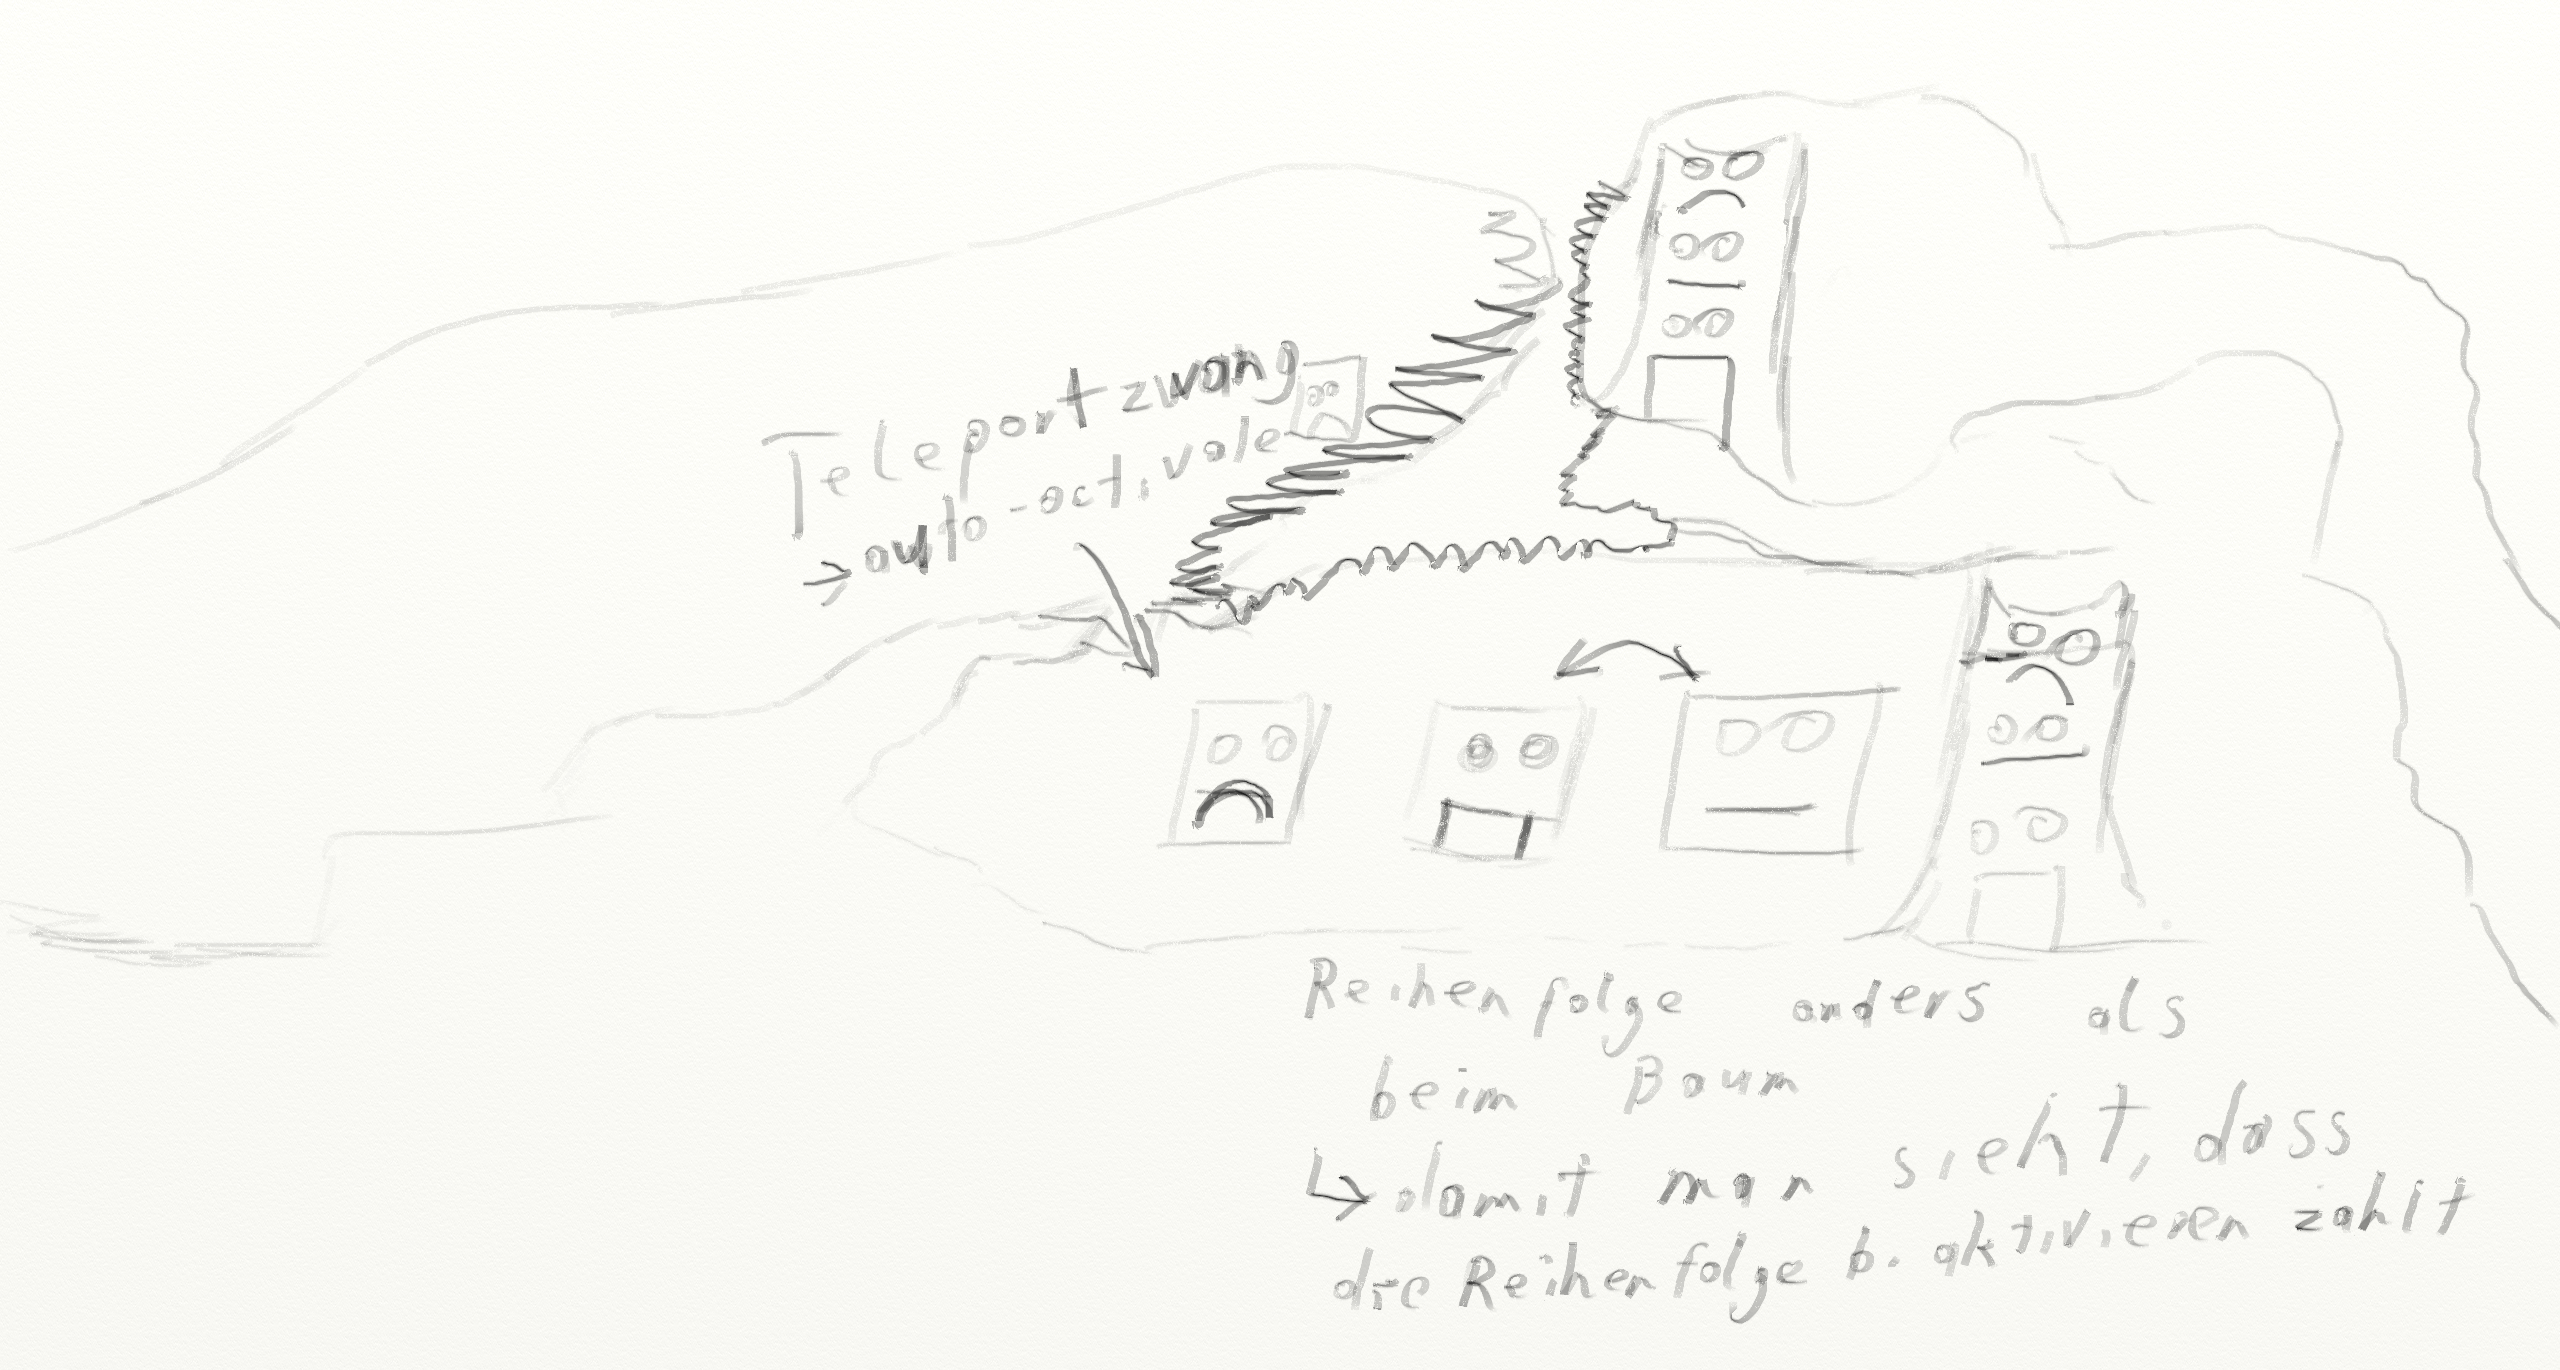 Teleportzwang
→ auto-activate
Reihenfolge anders als
beim Baum
↳ damit man sieht, dass
die Reihenfolge b. aktivieren zählt